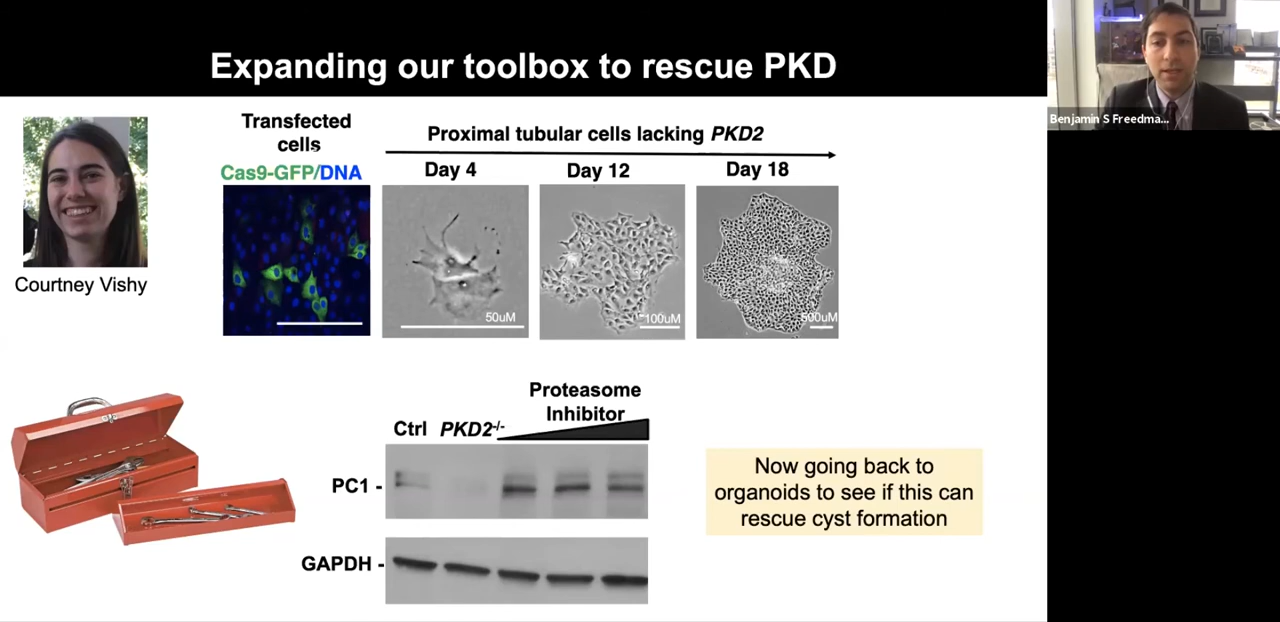 Expanding our toolbox to rescue PKD
Benjamin S Freedma...
Transfected
cells
Cas9-GFP/DNA
Proximal tubular cells lacking PKD2
Day 4
Day 12
Day 18
50uM
100uM
500uM
Courtney Vishy
Proteasome
Inhibitor
Ctrl
PKD2-/-
PC1 -
GAPDH -
Now going back to
organoids to see if this can
rescue cyst formation